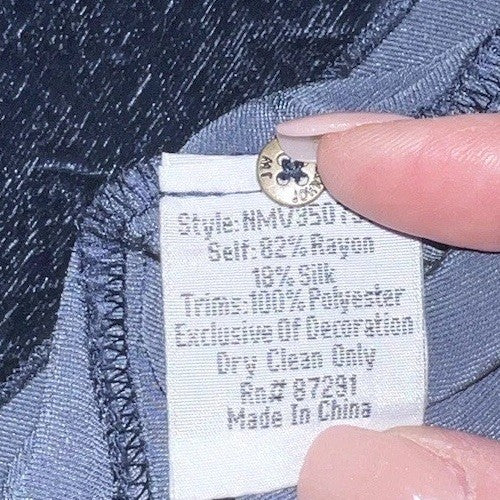 Style: NMV3501
Self: 82% Rayon
18% Silk
Trims:100% Polyester
Exclusive Of Decoration
Dry Clean Only
Rn# 87291
Made In China